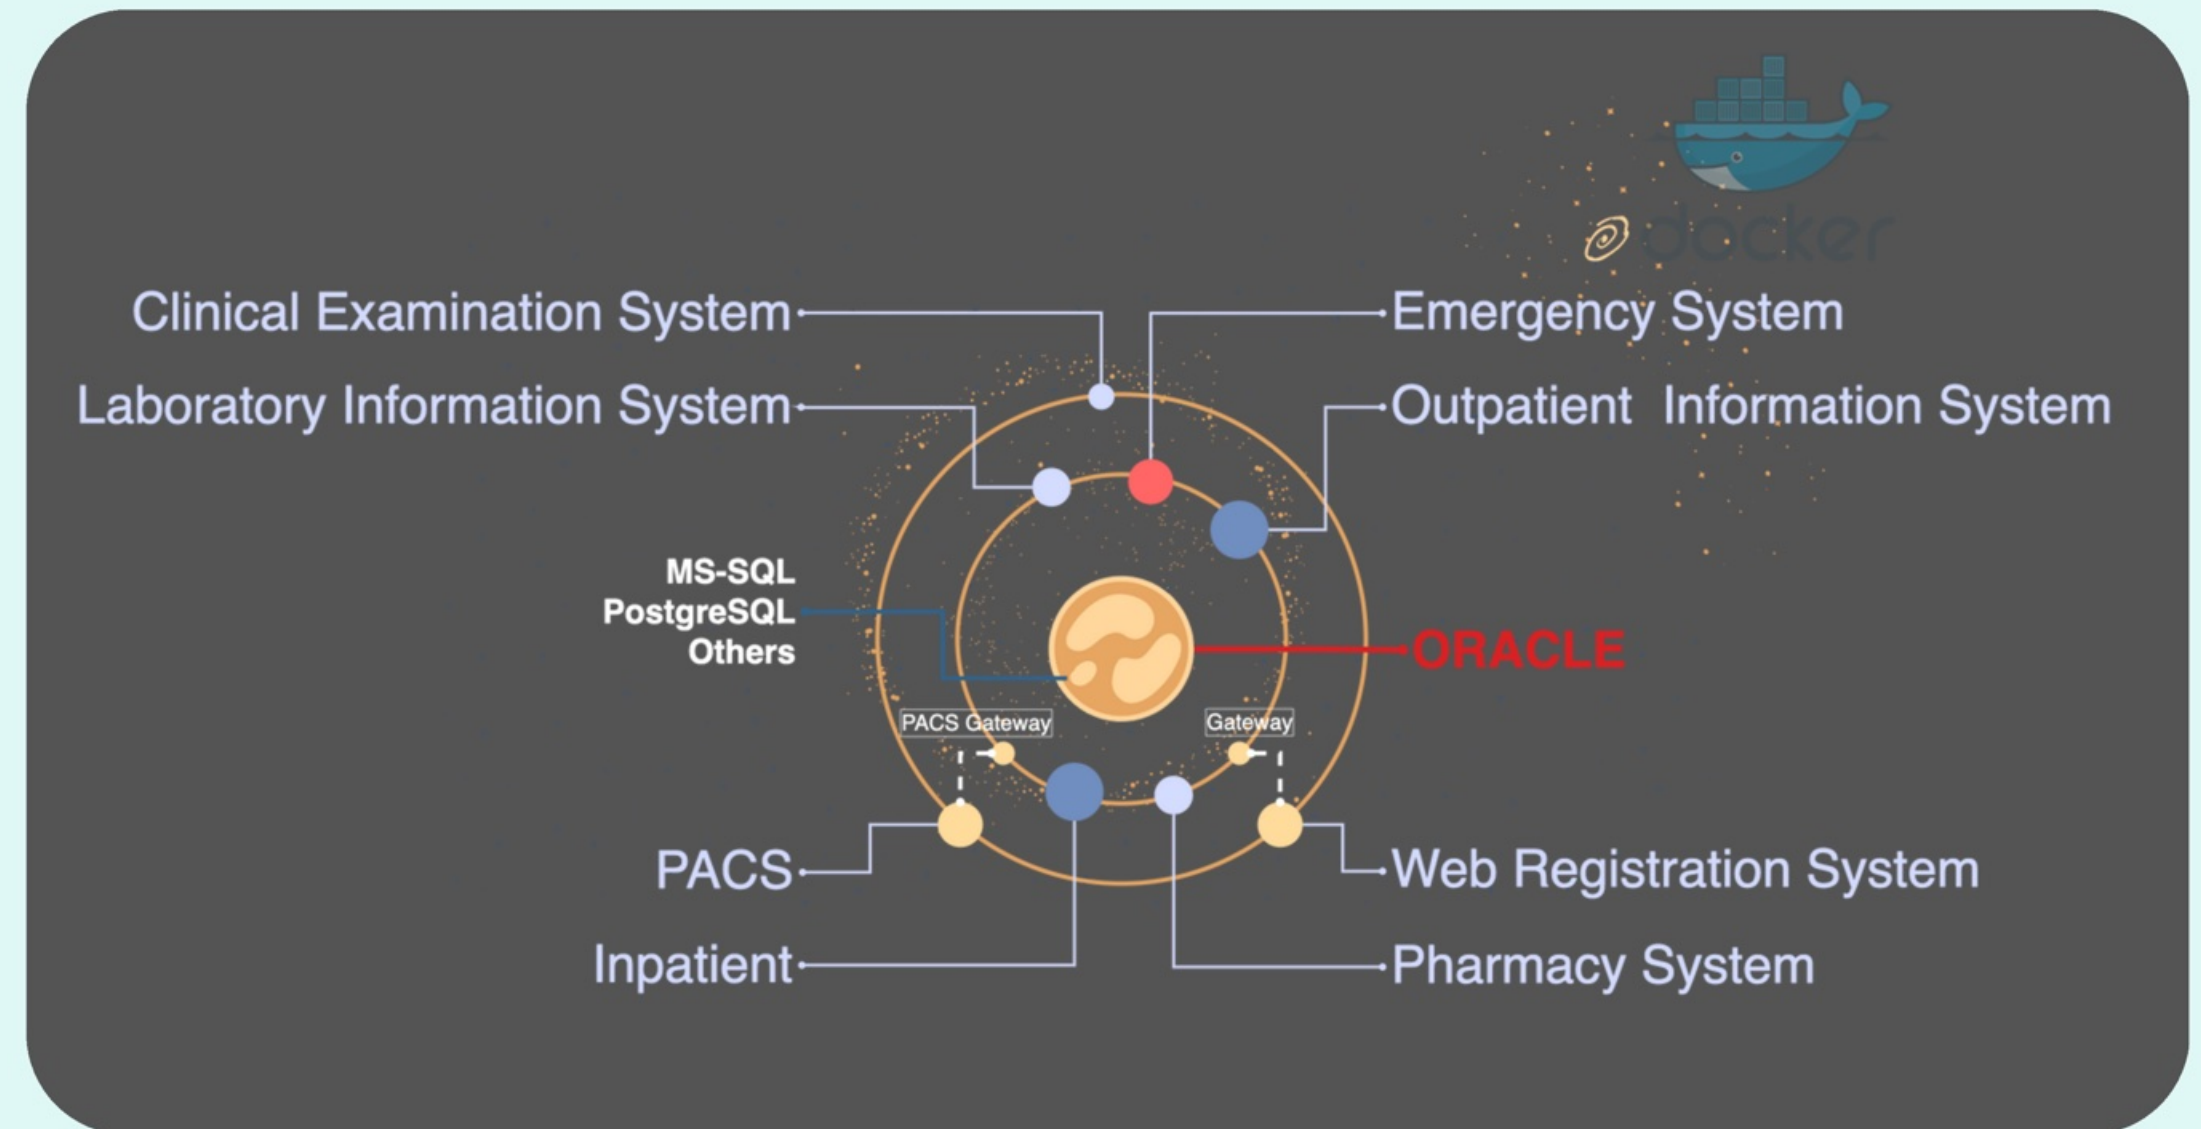 docker
Clinical Examination System
Emergency System
Laboratory Information System
Outpatient Information System
MS-SQL
PostgreSQL
Others
ORACLE
PACS Gateway
Gateway
PACS
Web Registration System
Inpatient
Pharmacy System